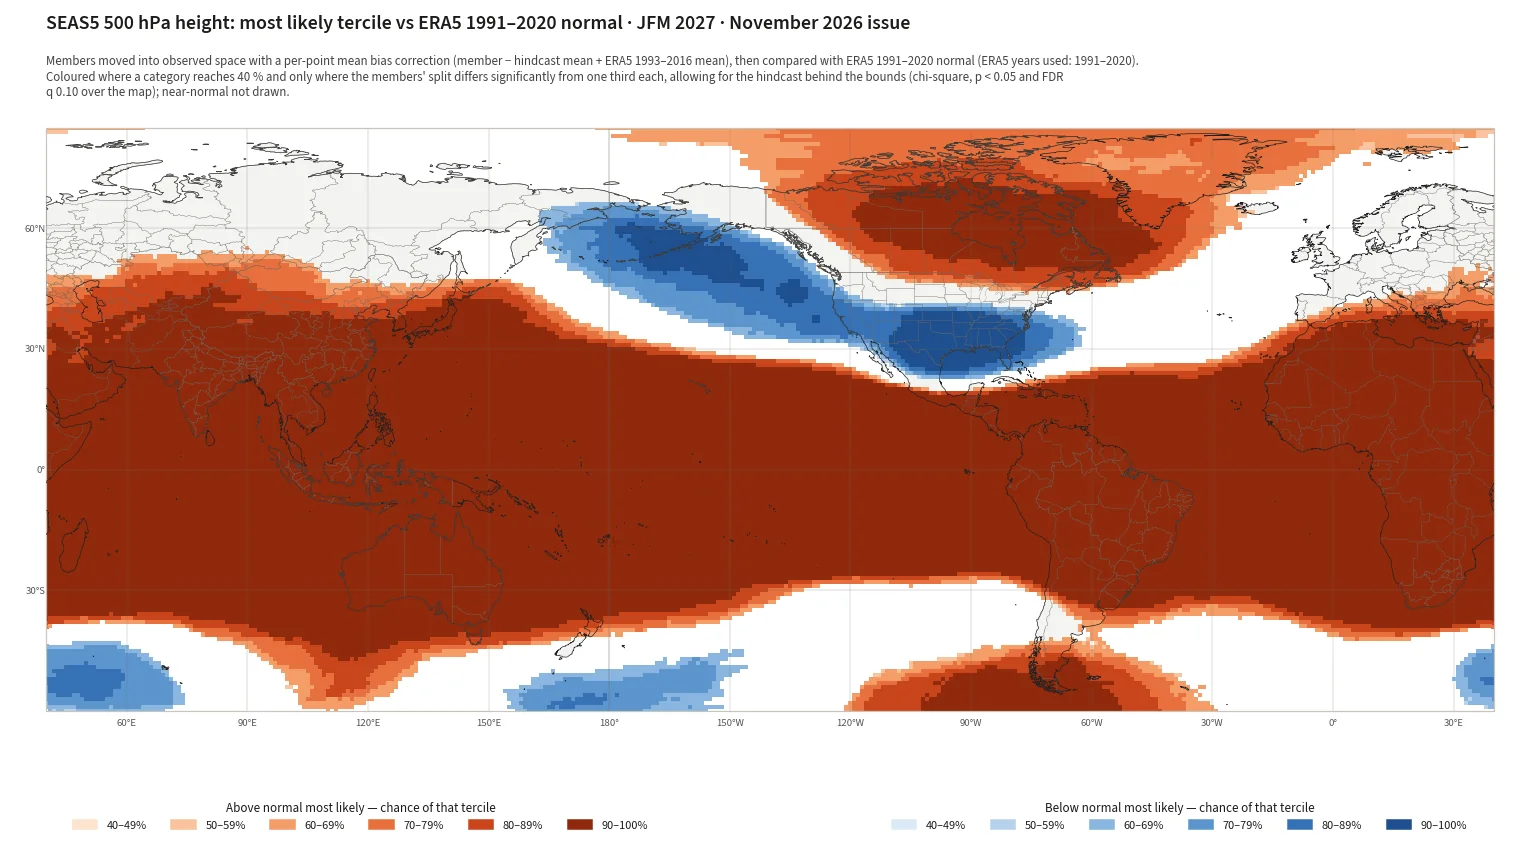 SEAS5 500 hPa height: most likely tercile vs ERA5 1991–2020 normal · JFM 2027 · November 2026 issue
Members moved into observed space with a per-point mean bias correction (member − hindcast mean + ERA5 1993–2016 mean), then compared with ERA5 1991–2020 normal (ERA5 years used: 1991–2020).
Coloured where a category reaches 40 % and only where the members' split differs significantly from one third each, allowing for the hindcast behind the bounds (chi-square, p < 0.05 and FDR
q 0.10 over the map); near-normal not drawn.
60°N
30°N
0°
30°S
60°E 90°E 120°E 150°E 180° 150°W 120°W 90°W 60°W 30°W 0° 30°E
Above normal most likely — chance of that tercile
40–49% 50–59% 60–69% 70–79% 80–89% 90–100%
Below normal most likely — chance of that tercile
40–49% 50–59% 60–69% 70–79% 80–89% 90–100%